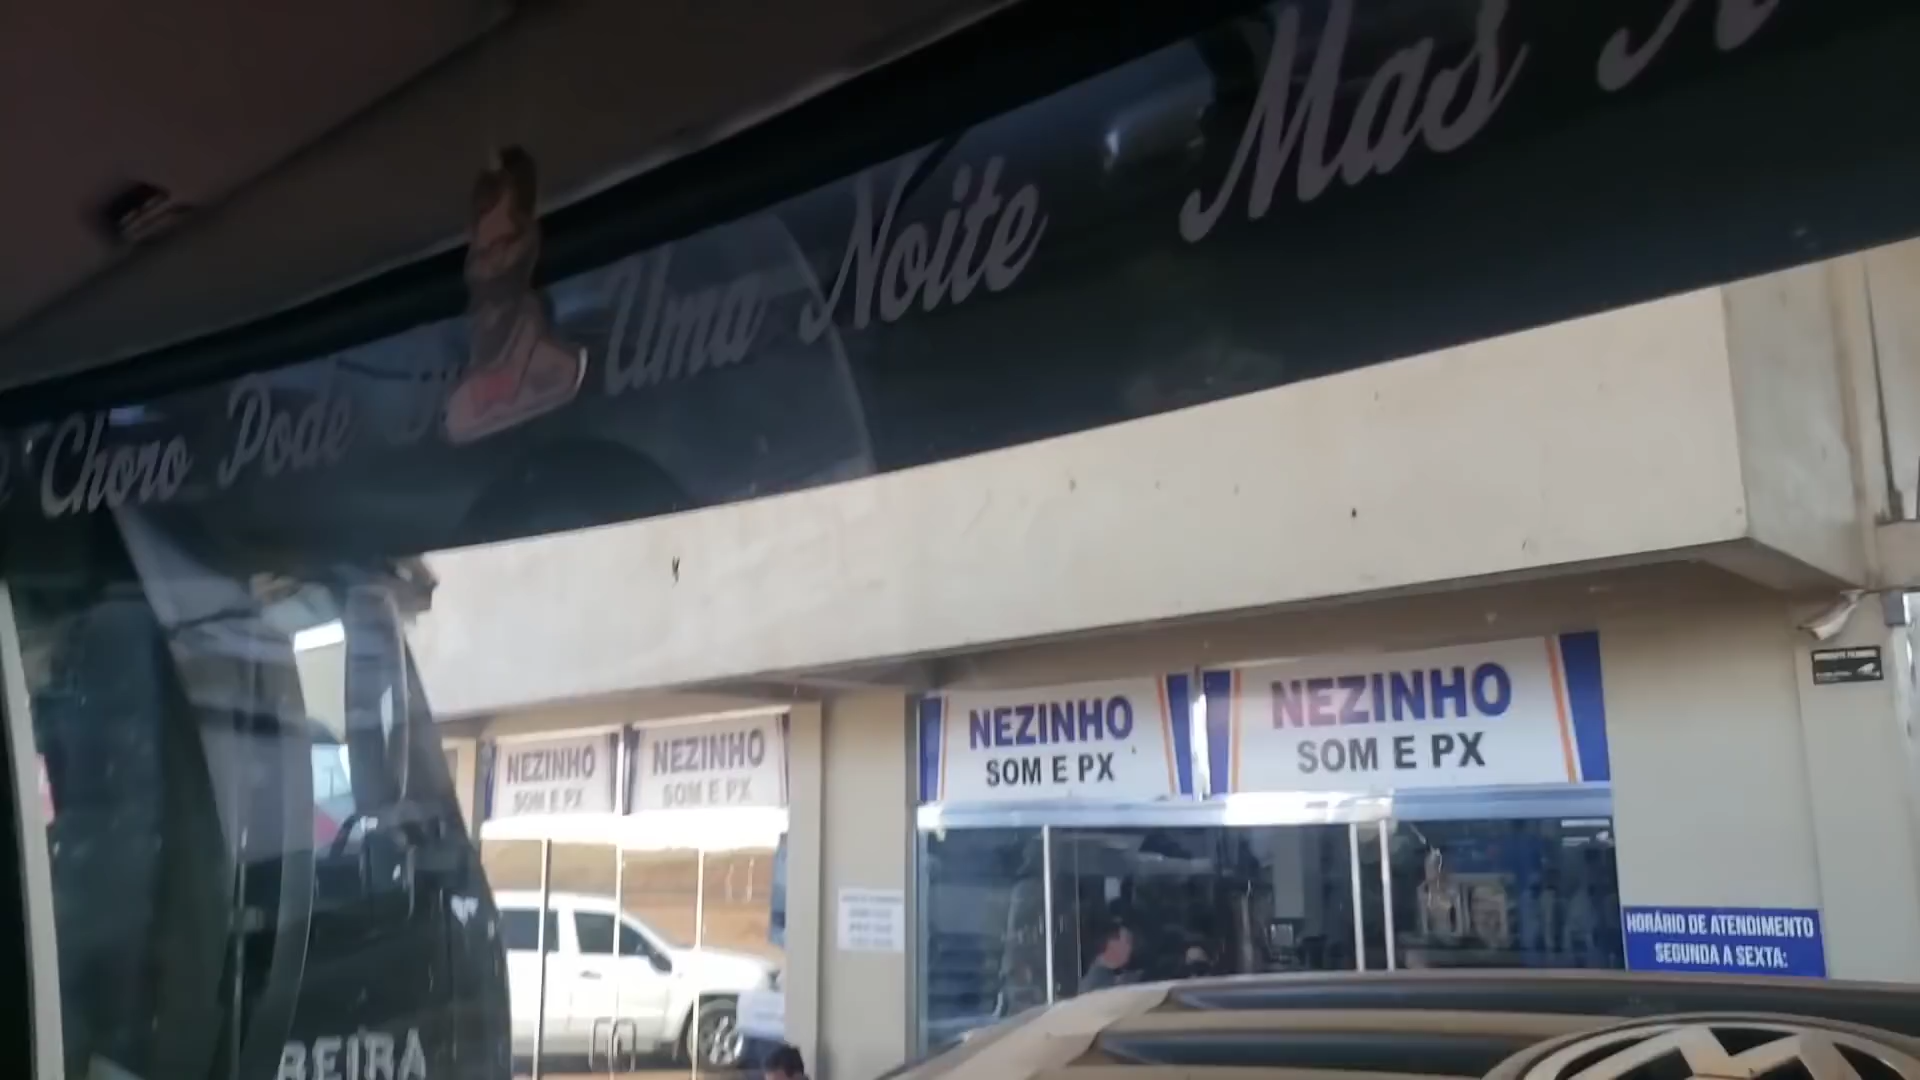 Choro Pode
Uma Noite Mas
NEZINHO
SOM E PX
NEZINHO
SOM E PX
NEZINHO
SOM E PX
NEZINHO
SOM E PX
HORÁRIO DE ATENDIMENTO
SEGUNDA A SEXTA:
BEIRA